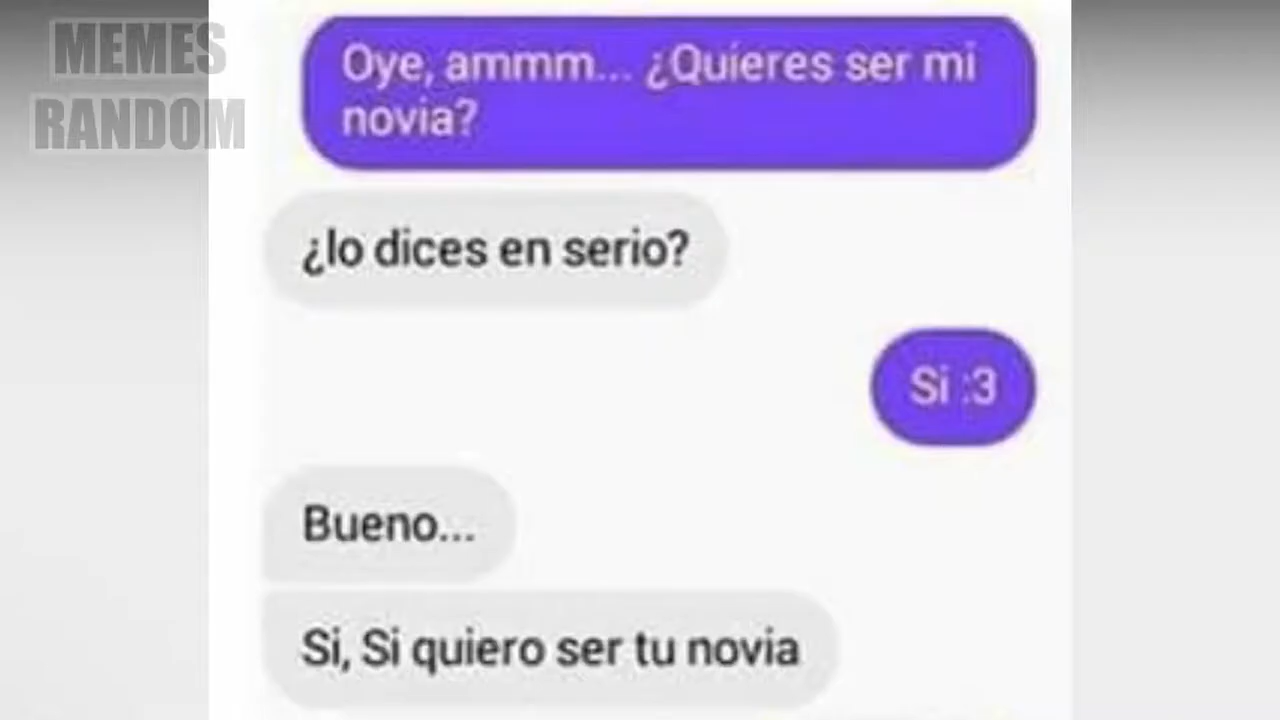 MEMES
RANDOM
Oye, ammm... ¿Quieres ser mi
novia?
¿lo dices en serio?
Si :3
Bueno...
Si, Si quiero ser tu novia